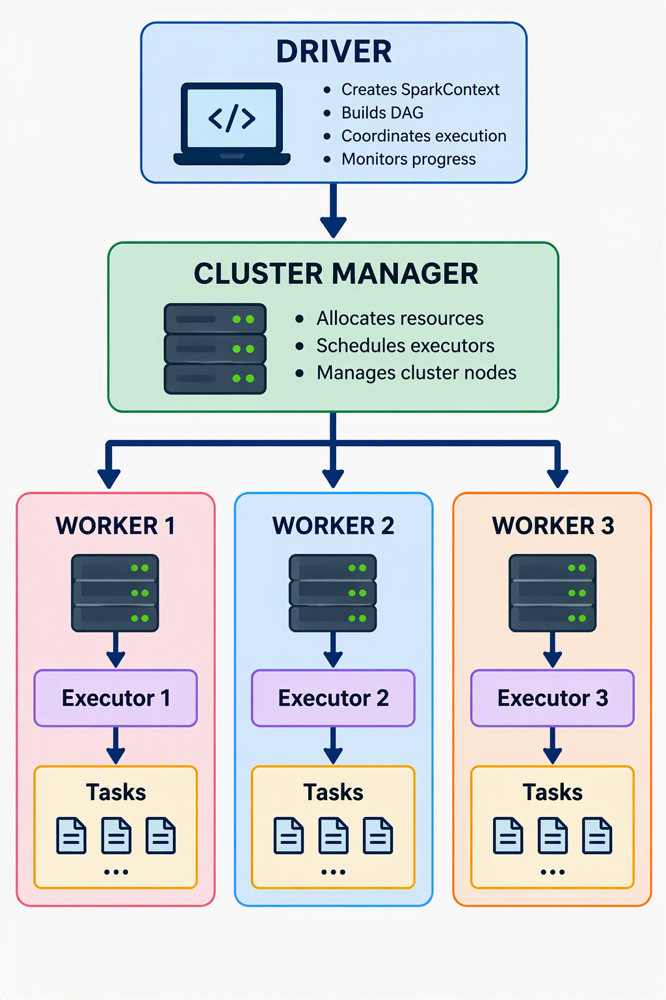 DRIVER
</>
• Creates SparkContext
• Builds DAG
• Coordinates execution
• Monitors progress
CLUSTER MANAGER
• Allocates resources
• Schedules executors
• Manages cluster nodes
WORKER 1
Executor 1
Tasks
...
WORKER 2
Executor 2
Tasks
...
WORKER 3
Executor 3
Tasks
...